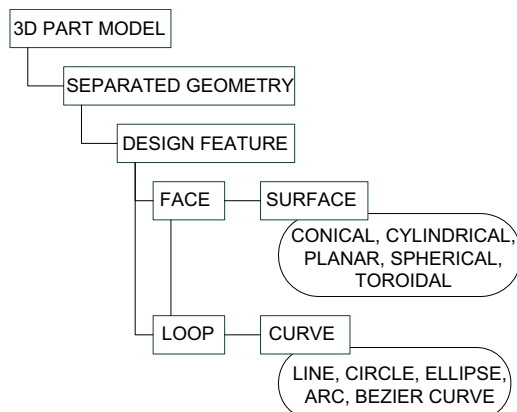 3D PART MODEL
SEPARATED GEOMETRY
DESIGN FEATURE
FACE
SURFACE
CONICAL, CYLINDRICAL,
PLANAR, SPHERICAL,
TOROIDAL
LOOP
CURVE
LINE, CIRCLE, ELLIPSE,
ARC, BEZIER CURVE